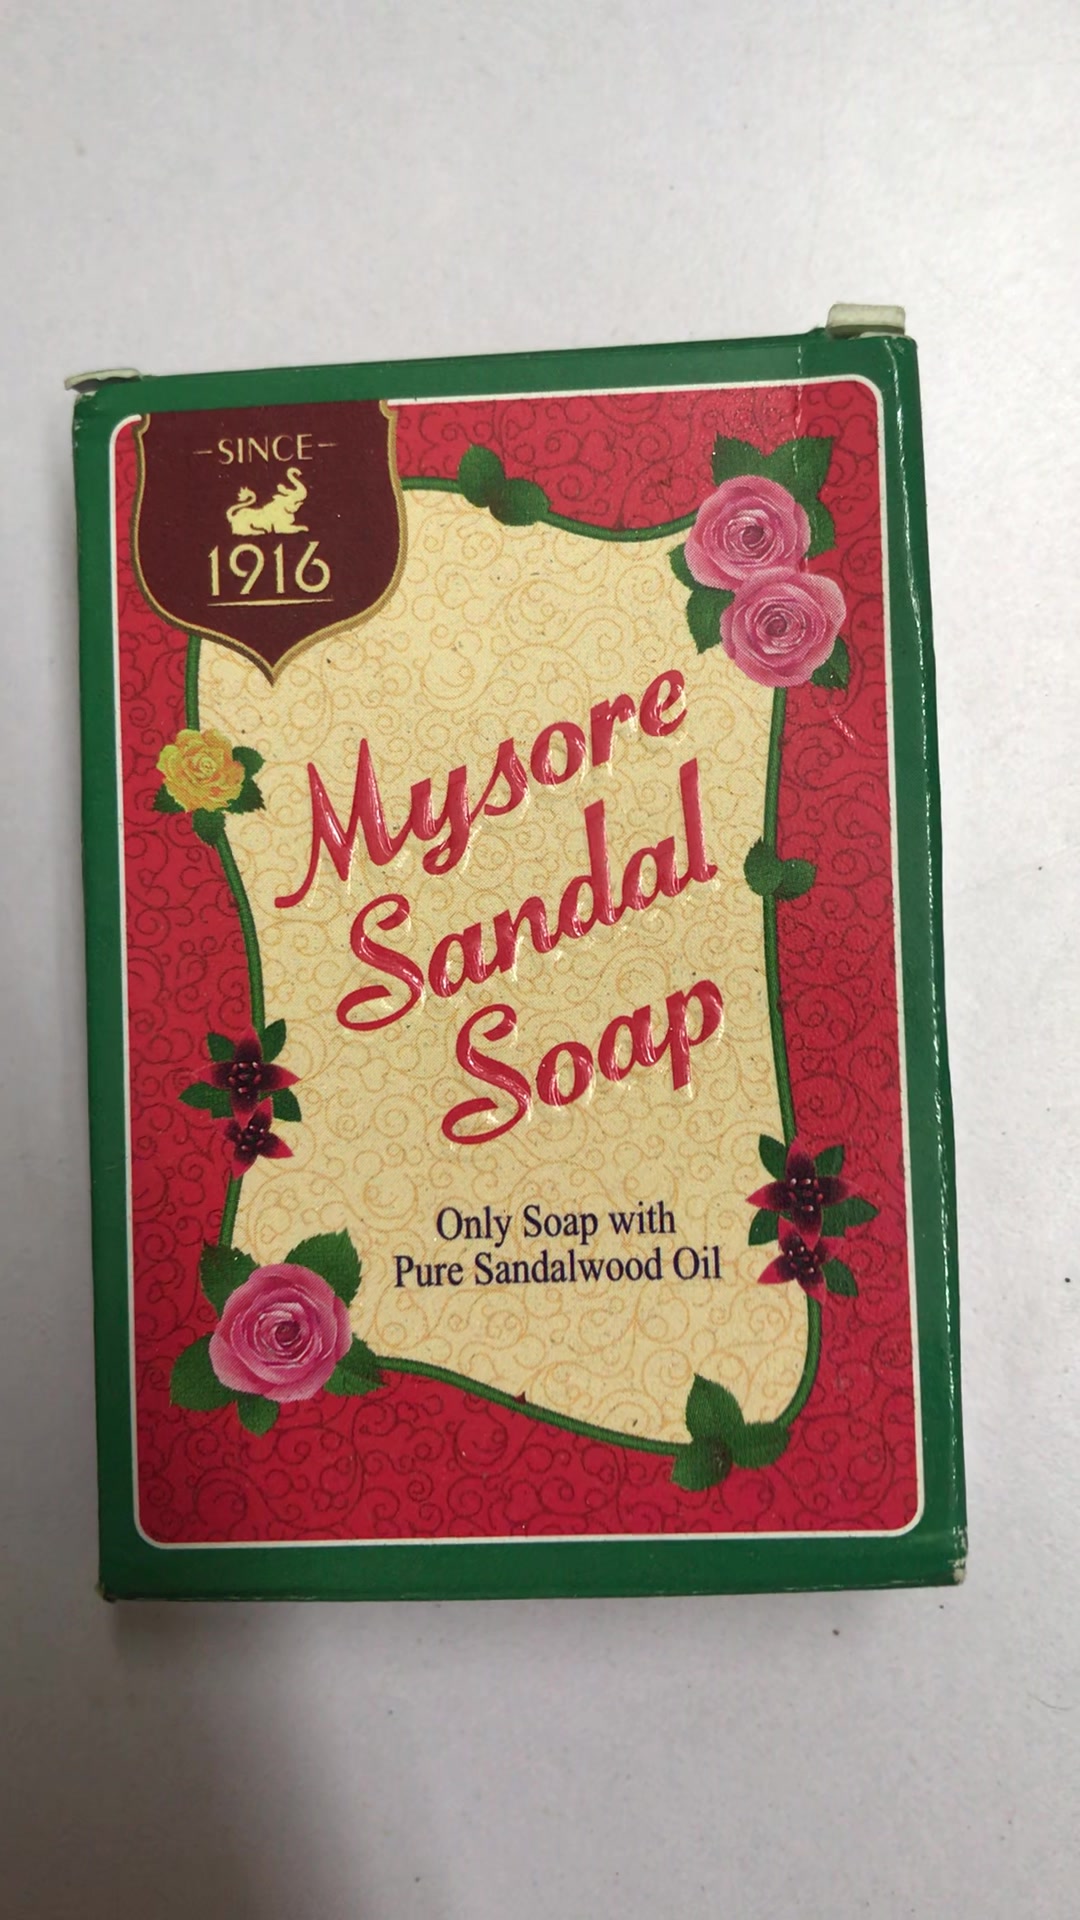 -SINCE-
1916
Mysore
Sandal
Soap
Only Soap with
Pure Sandalwood Oil